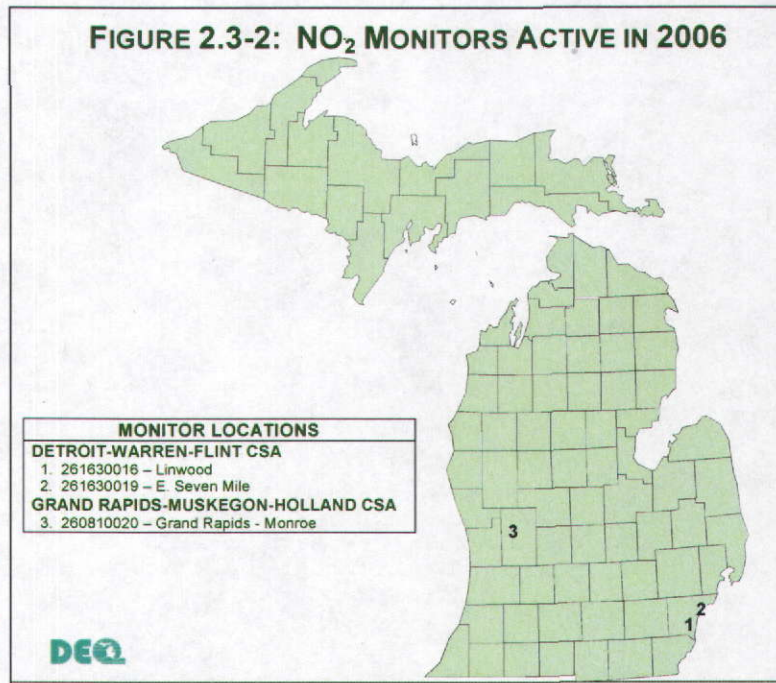 FIGURE 2.3-2: NO₂ MONITORS ACTIVE IN 2006
MONITOR LOCATIONS
DETROIT-WARREN-FLINT CSA
1. 261630016 – Linwood
2. 261630019 – E. Seven Mile
GRAND RAPIDS-MUSKEGON-HOLLAND CSA
3. 260810020 – Grand Rapids - Monroe
3
2
1
DEQ